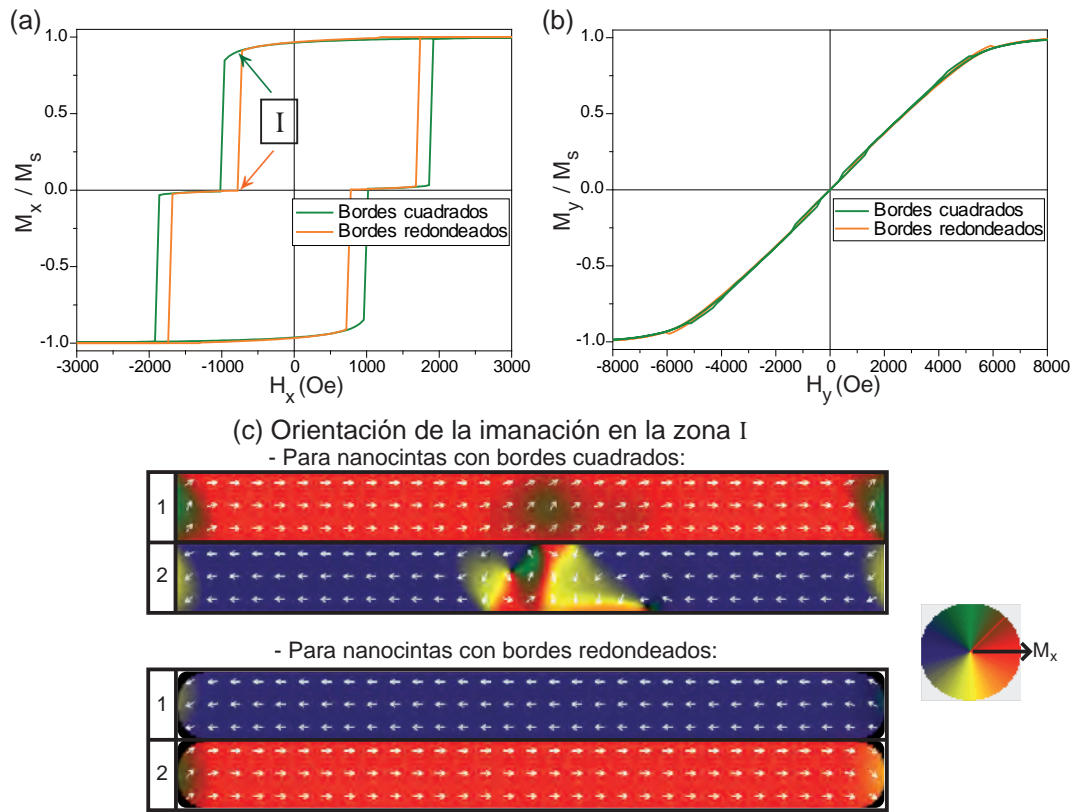 (a)
1.0
0.5
0.0
-0.5
-1.0
M_x / M_s
I
Bordes cuadrados
Bordes redondeados
-3000 -2000 -1000 0 1000 2000 3000
H_x (Oe)
(b)
1.0
0.5
0.0
-0.5
-1.0
M_y / M_s
Bordes cuadrados
Bordes redondeados
-8000 -6000 -4000 -2000 0 2000 4000 6000 8000
H_y (Oe)
(c) Orientación de la imanación en la zona I
- Para nanocintas con bordes cuadrados:
1
2
- Para nanocintas con bordes redondeados:
1
2
M_x